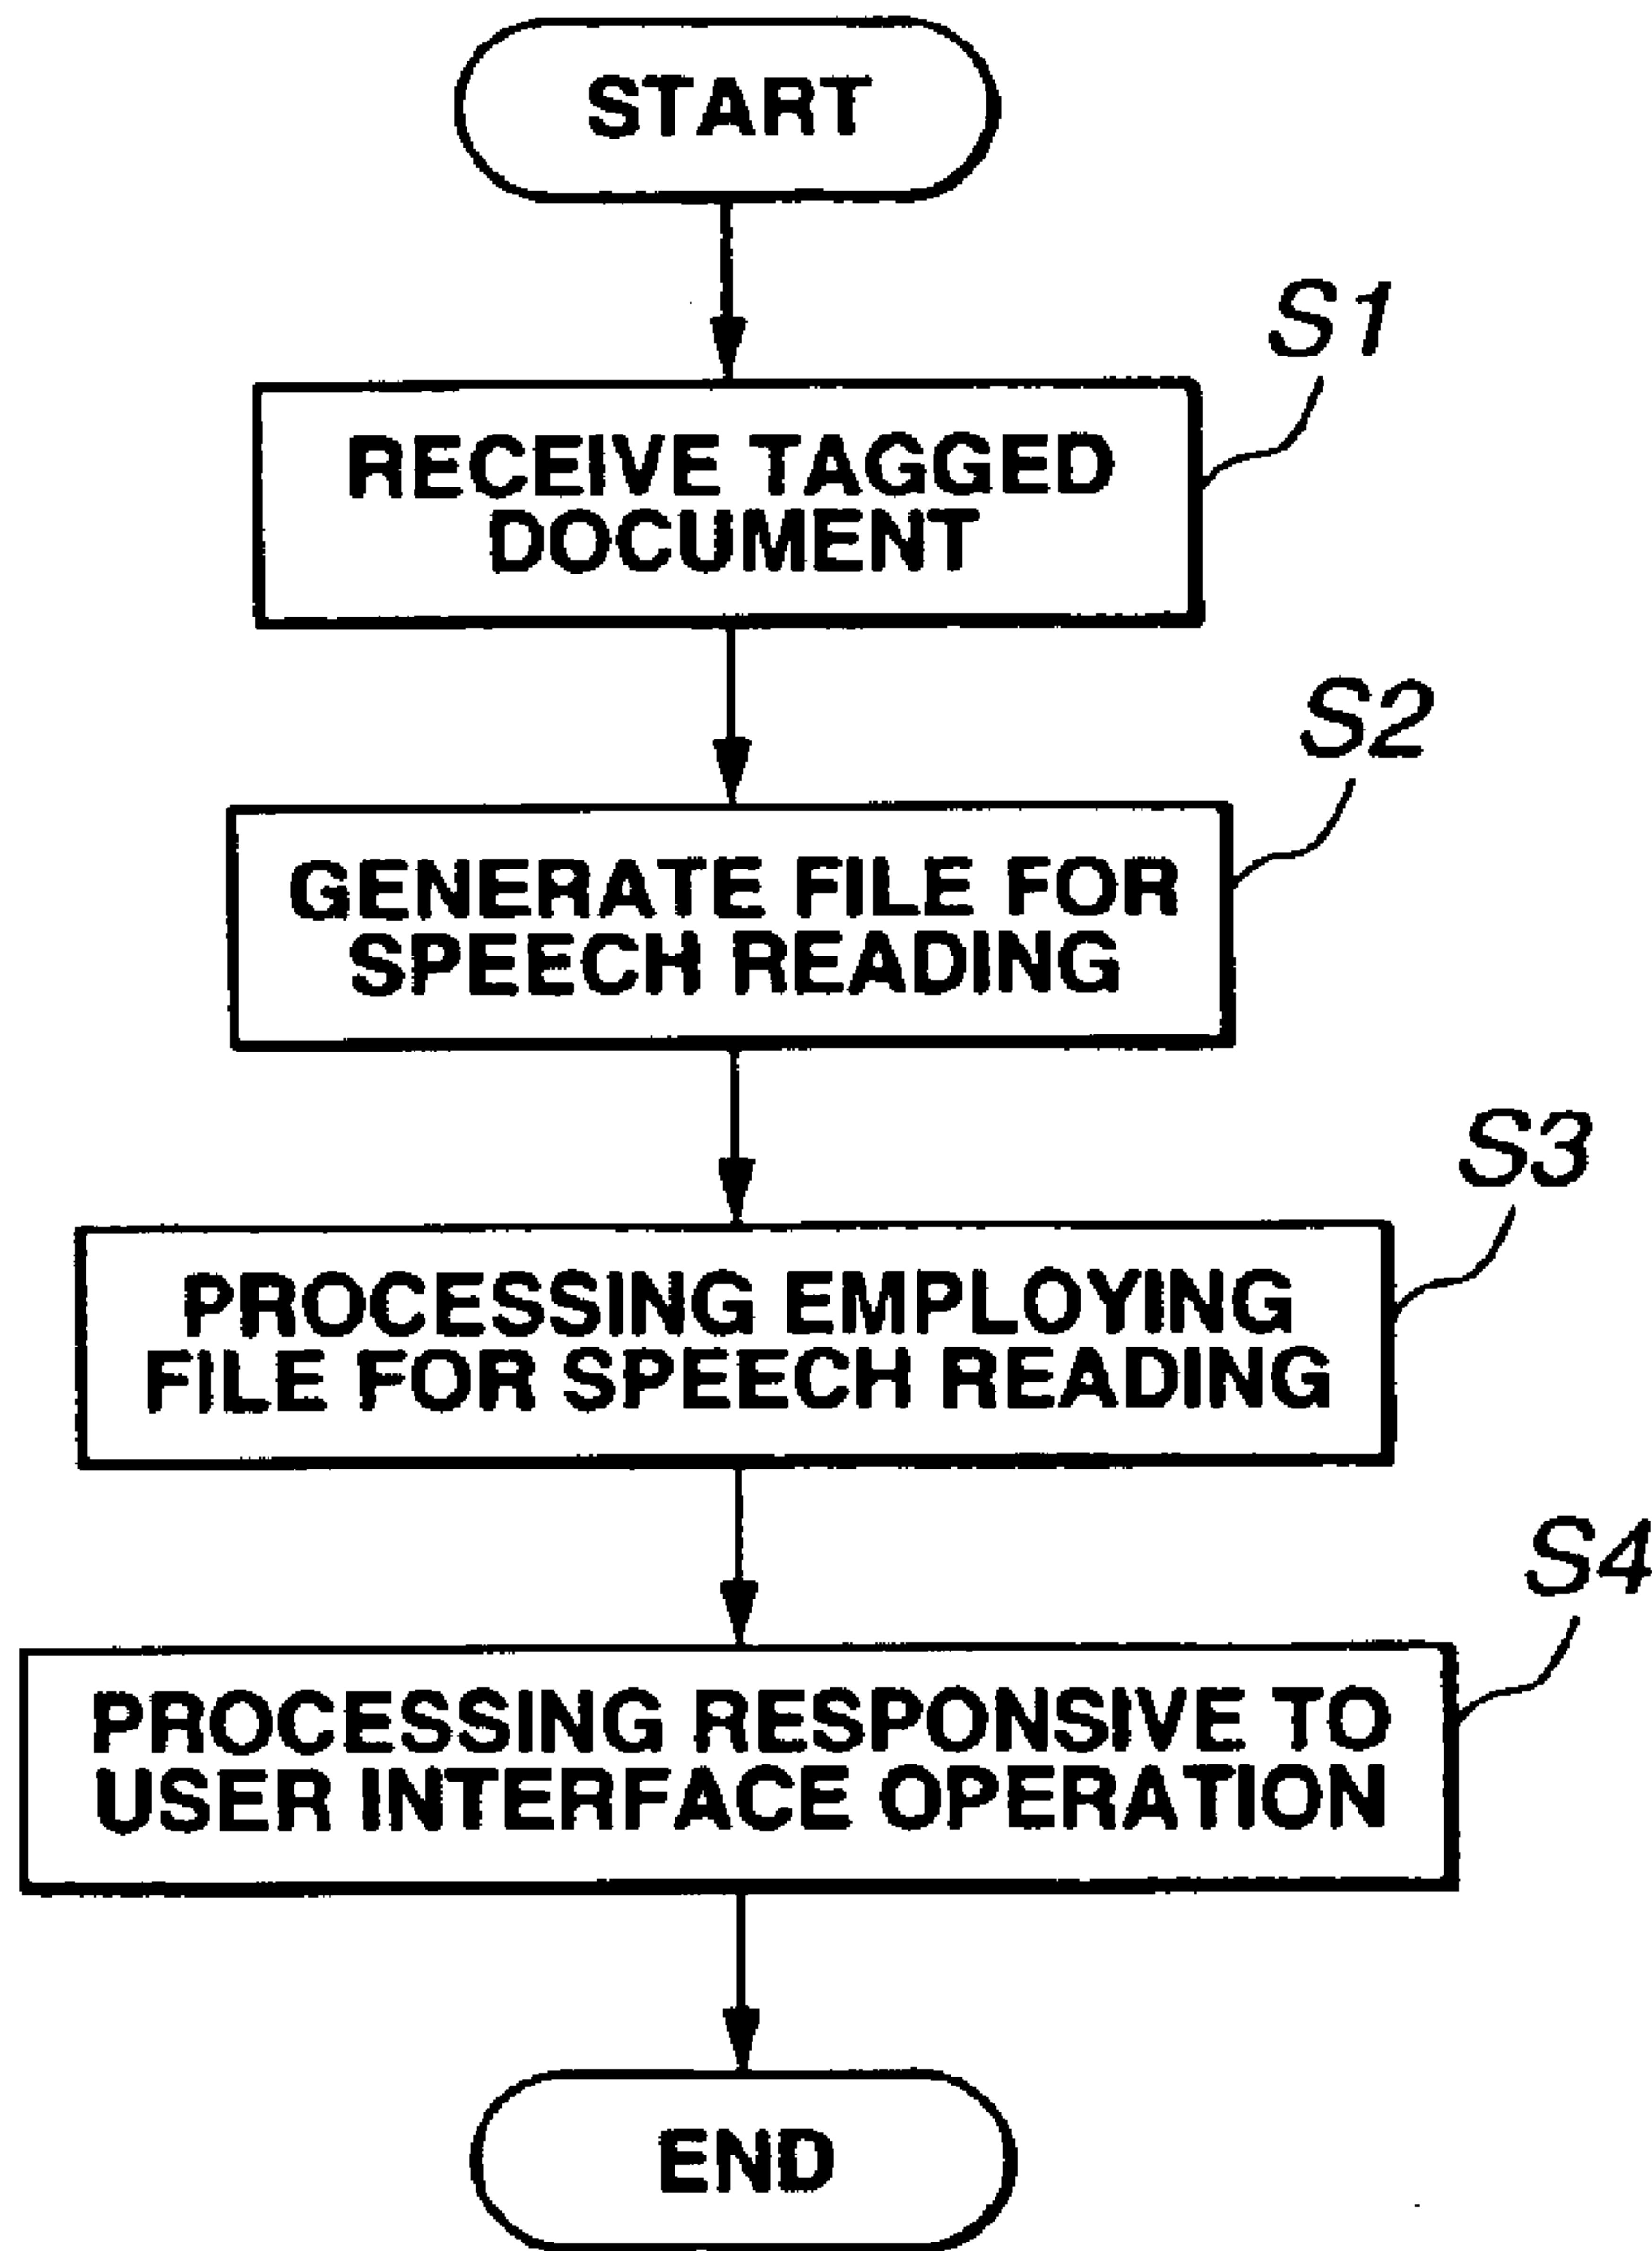 START
S1
RECEIVE TAGGED
DOCUMENT
S2
GENERATE FILE FOR
SPEECH READING
S3
PROCESSING EMPLOYING
FILE FOR SPEECH READING
S4
PROCESSING RESPONSIVE TO
USER INTERFACE OPERATION
END